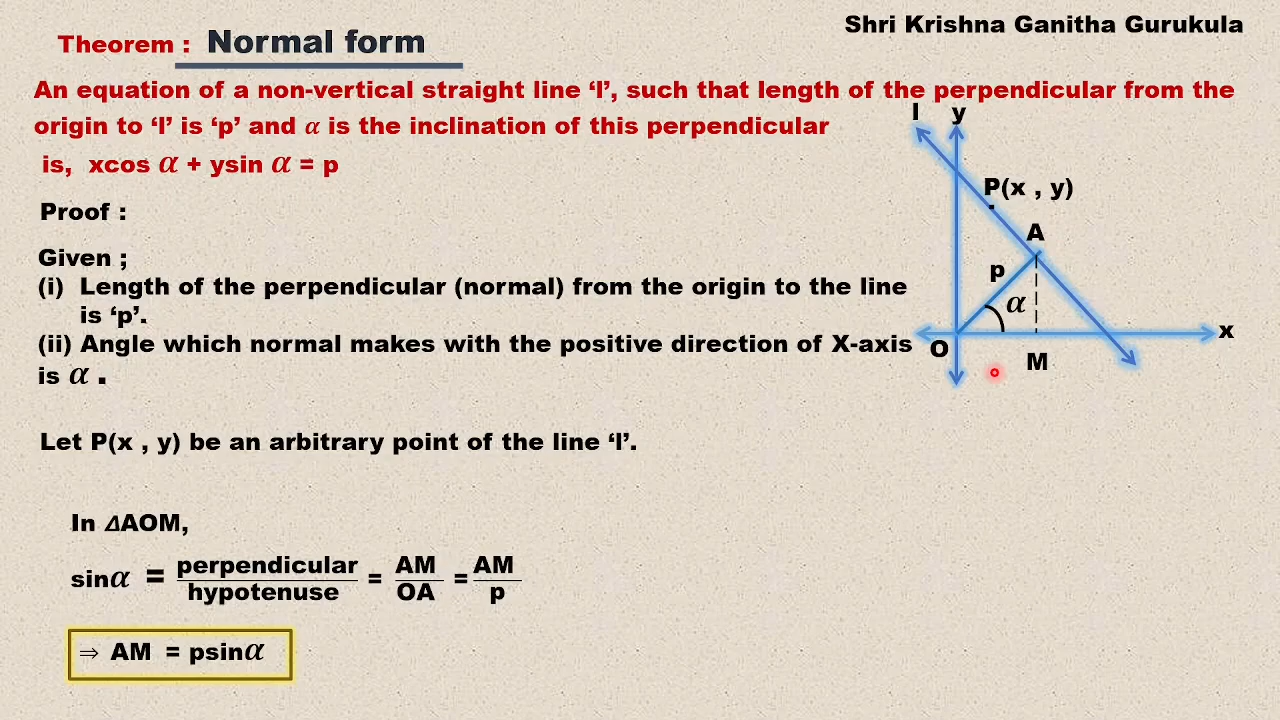 Shri Krishna Ganitha Gurukula
Theorem : Normal form
An equation of a non-vertical straight line ‘l’, such that length of the perpendicular from the
origin to ‘l’ is ‘p’ and α is the inclination of this perpendicular
is, xcos α + ysin α = p
Proof :
Given ;
(i) Length of the perpendicular (normal) from the origin to the line
is ‘p’.
(ii) Angle which normal makes with the positive direction of X-axis
is α .
Let P(x , y) be an arbitrary point of the line ‘l’.
In ΔAOM,
sinα = perpendicular/hypotenuse = AM/OA = AM/p
⇒ AM = psinα
l y
P(x , y)
A
p
α
x
O
M